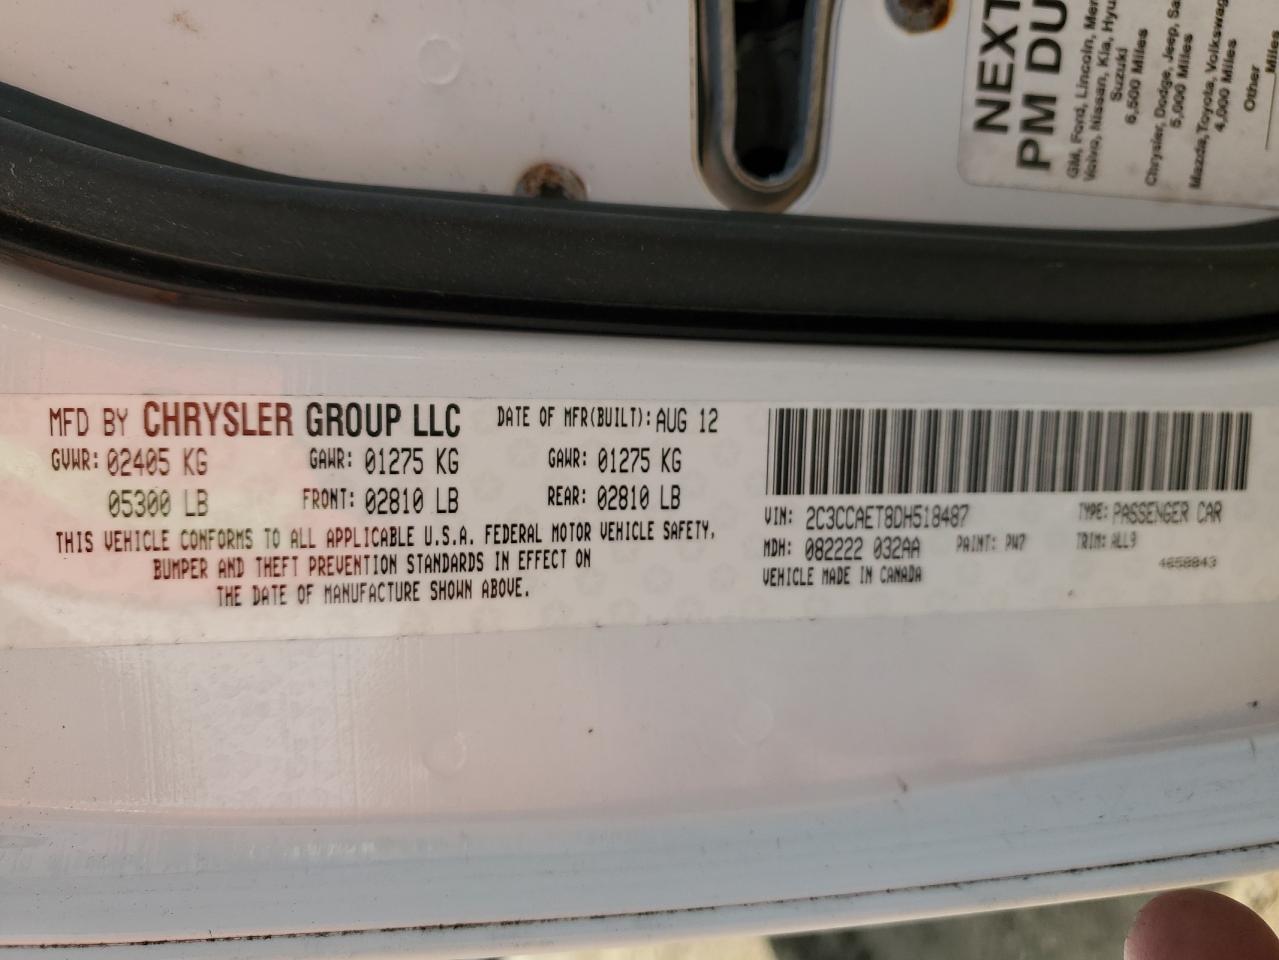 NEXT
PM DU
GM, Ford, Lincoln, Mer
Volvo, Nissan, Kia, Hyu
Suzuki
6,500 Miles
Chrysler, Dodge, Jeep, Sa
5,000 Miles
Mazda, Toyota, Volkswag
4,000 Miles
Other
Miles
MFD BY CHRYSLER GROUP LLC DATE OF MFR(BUILT): AUG 12
GVWR: 02405 KG GAWR: 01275 KG GAWR: 01275 KG
05300 LB FRONT: 02810 LB REAR: 02810 LB
THIS VEHICLE CONFORMS TO ALL APPLICABLE U.S.A. FEDERAL MOTOR VEHICLE SAFETY,
BUMPER AND THEFT PREVENTION STANDARDS IN EFFECT ON
THE DATE OF MANUFACTURE SHOWN ABOVE.
VIN: 2C3CCAET8DH518487 TYPE: PASSENGER CAR
MDH: 082222 032AA PAINT: PW7 TRIM: ALL9
VEHICLE MADE IN CANADA 4658843